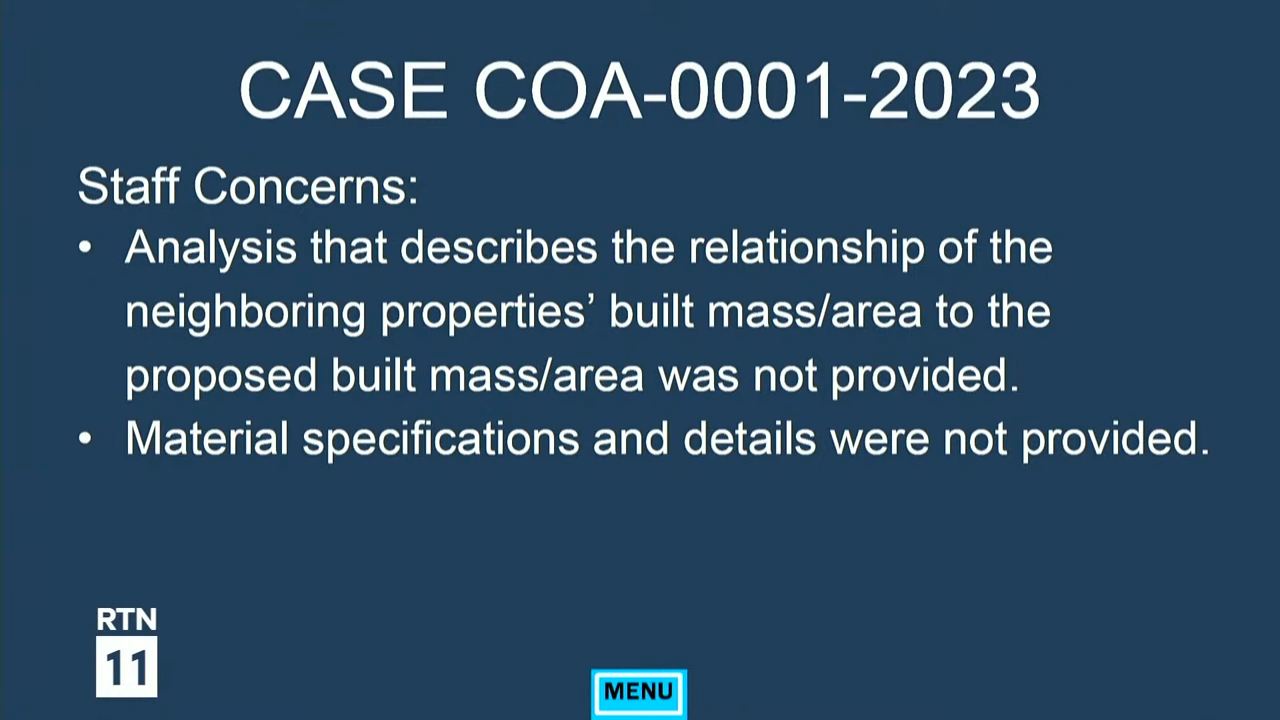 CASE COA-0001-2023
Staff Concerns:
• Analysis that describes the relationship of the
neighboring properties’ built mass/area to the
proposed built mass/area was not provided.
• Material specifications and details were not provided.
RTN
11
MENU